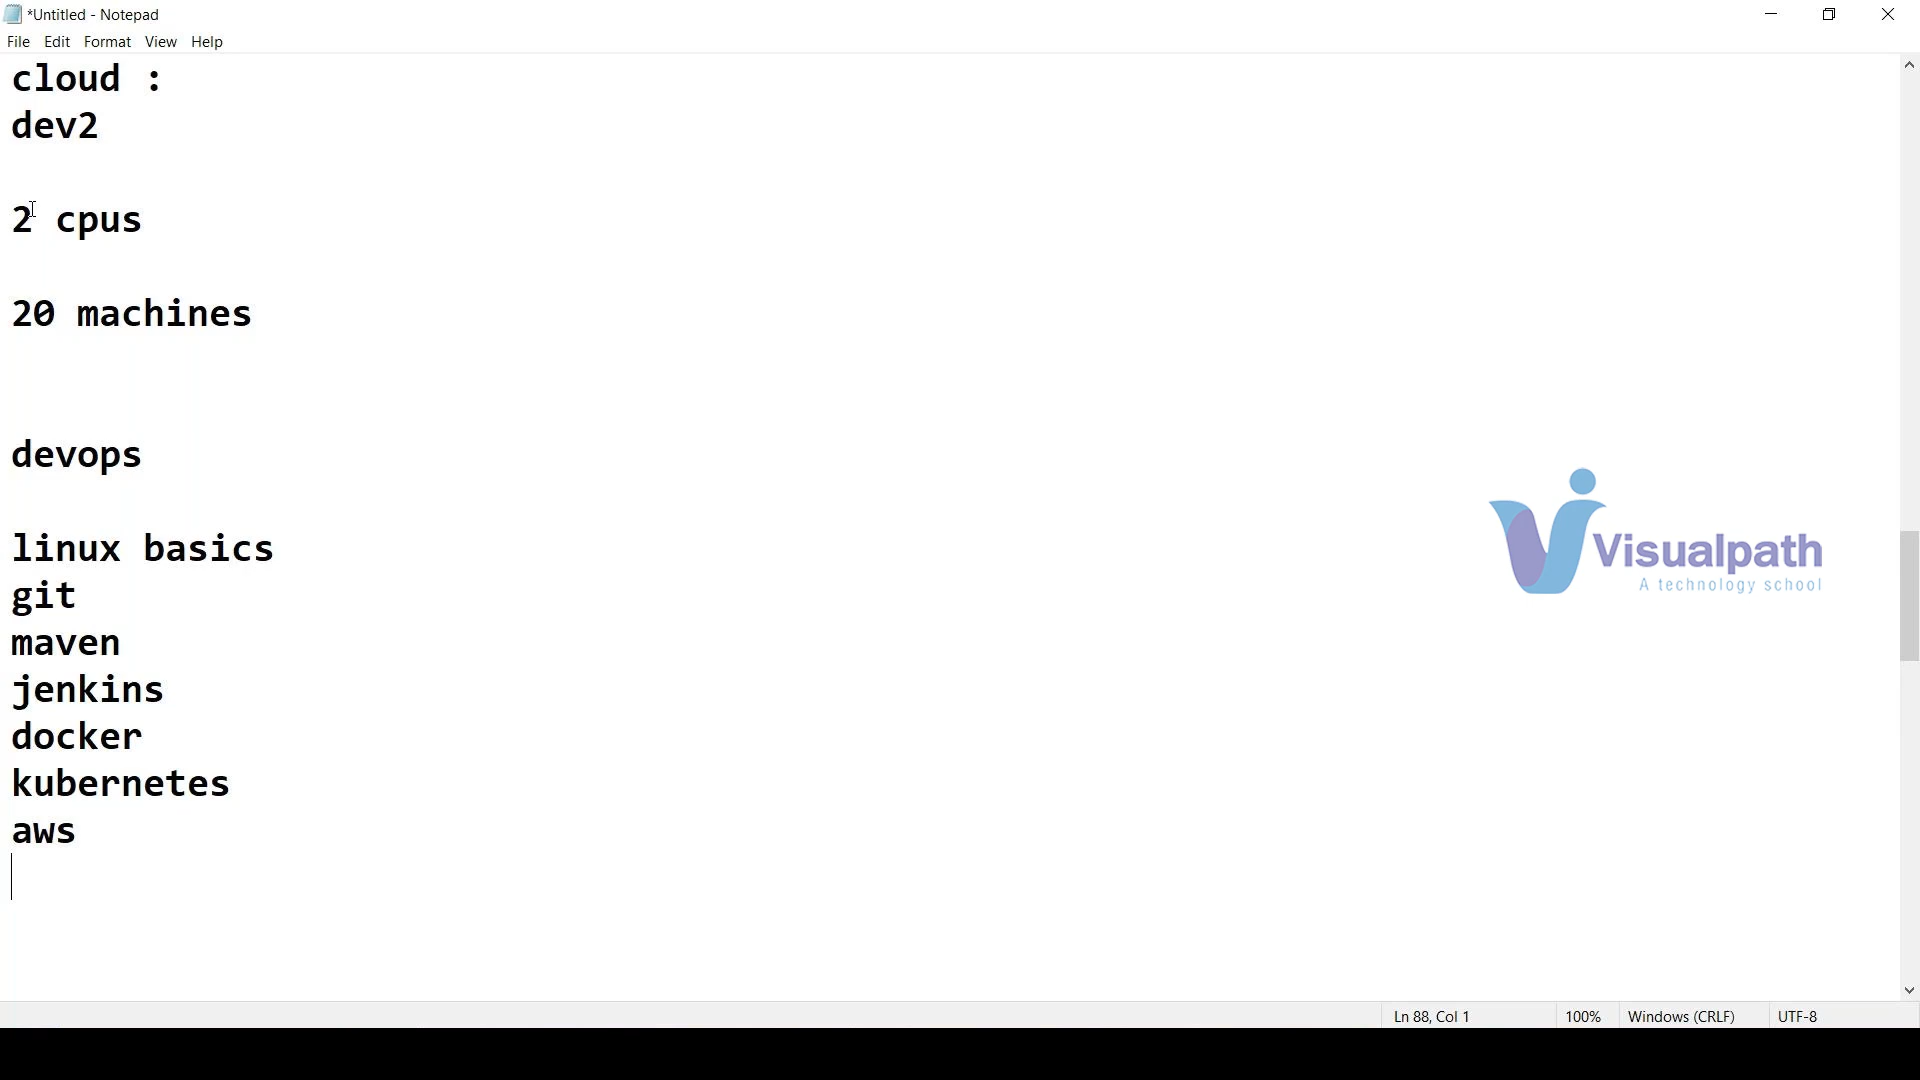 *Untitled - Notepad
File Edit Format View Help
cloud :
dev2
2 cpus
20 machines
devops
linux basics
git
maven
jenkins
docker
kubernetes
aws
Visualpath
A technology school
Ln 88, Col 1 100% Windows (CRLF) UTF-8